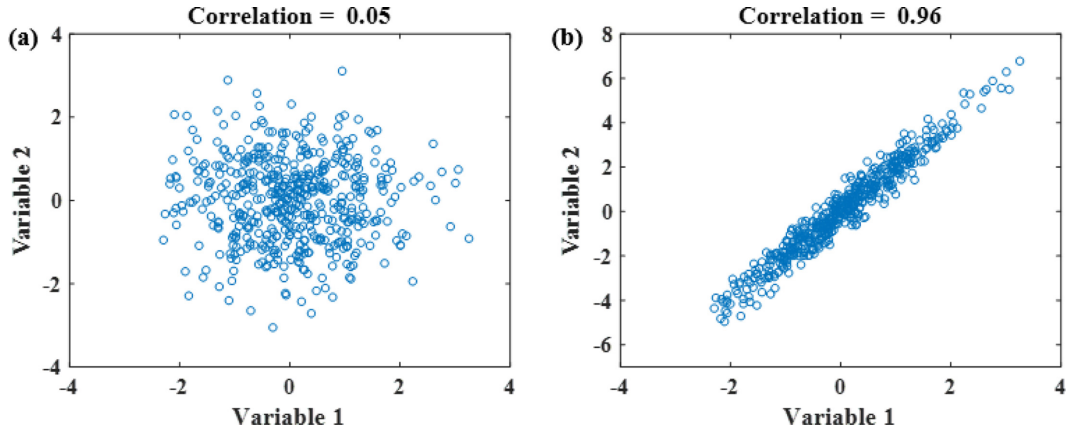 (a)
Correlation = 0.05
4
2
0
-2
-4
Variable 2
-4 -2 0 2 4
Variable 1
(b)
Correlation = 0.96
8
6
4
2
0
-2
-4
-6
Variable 2
-4 -2 0 2 4
Variable 1